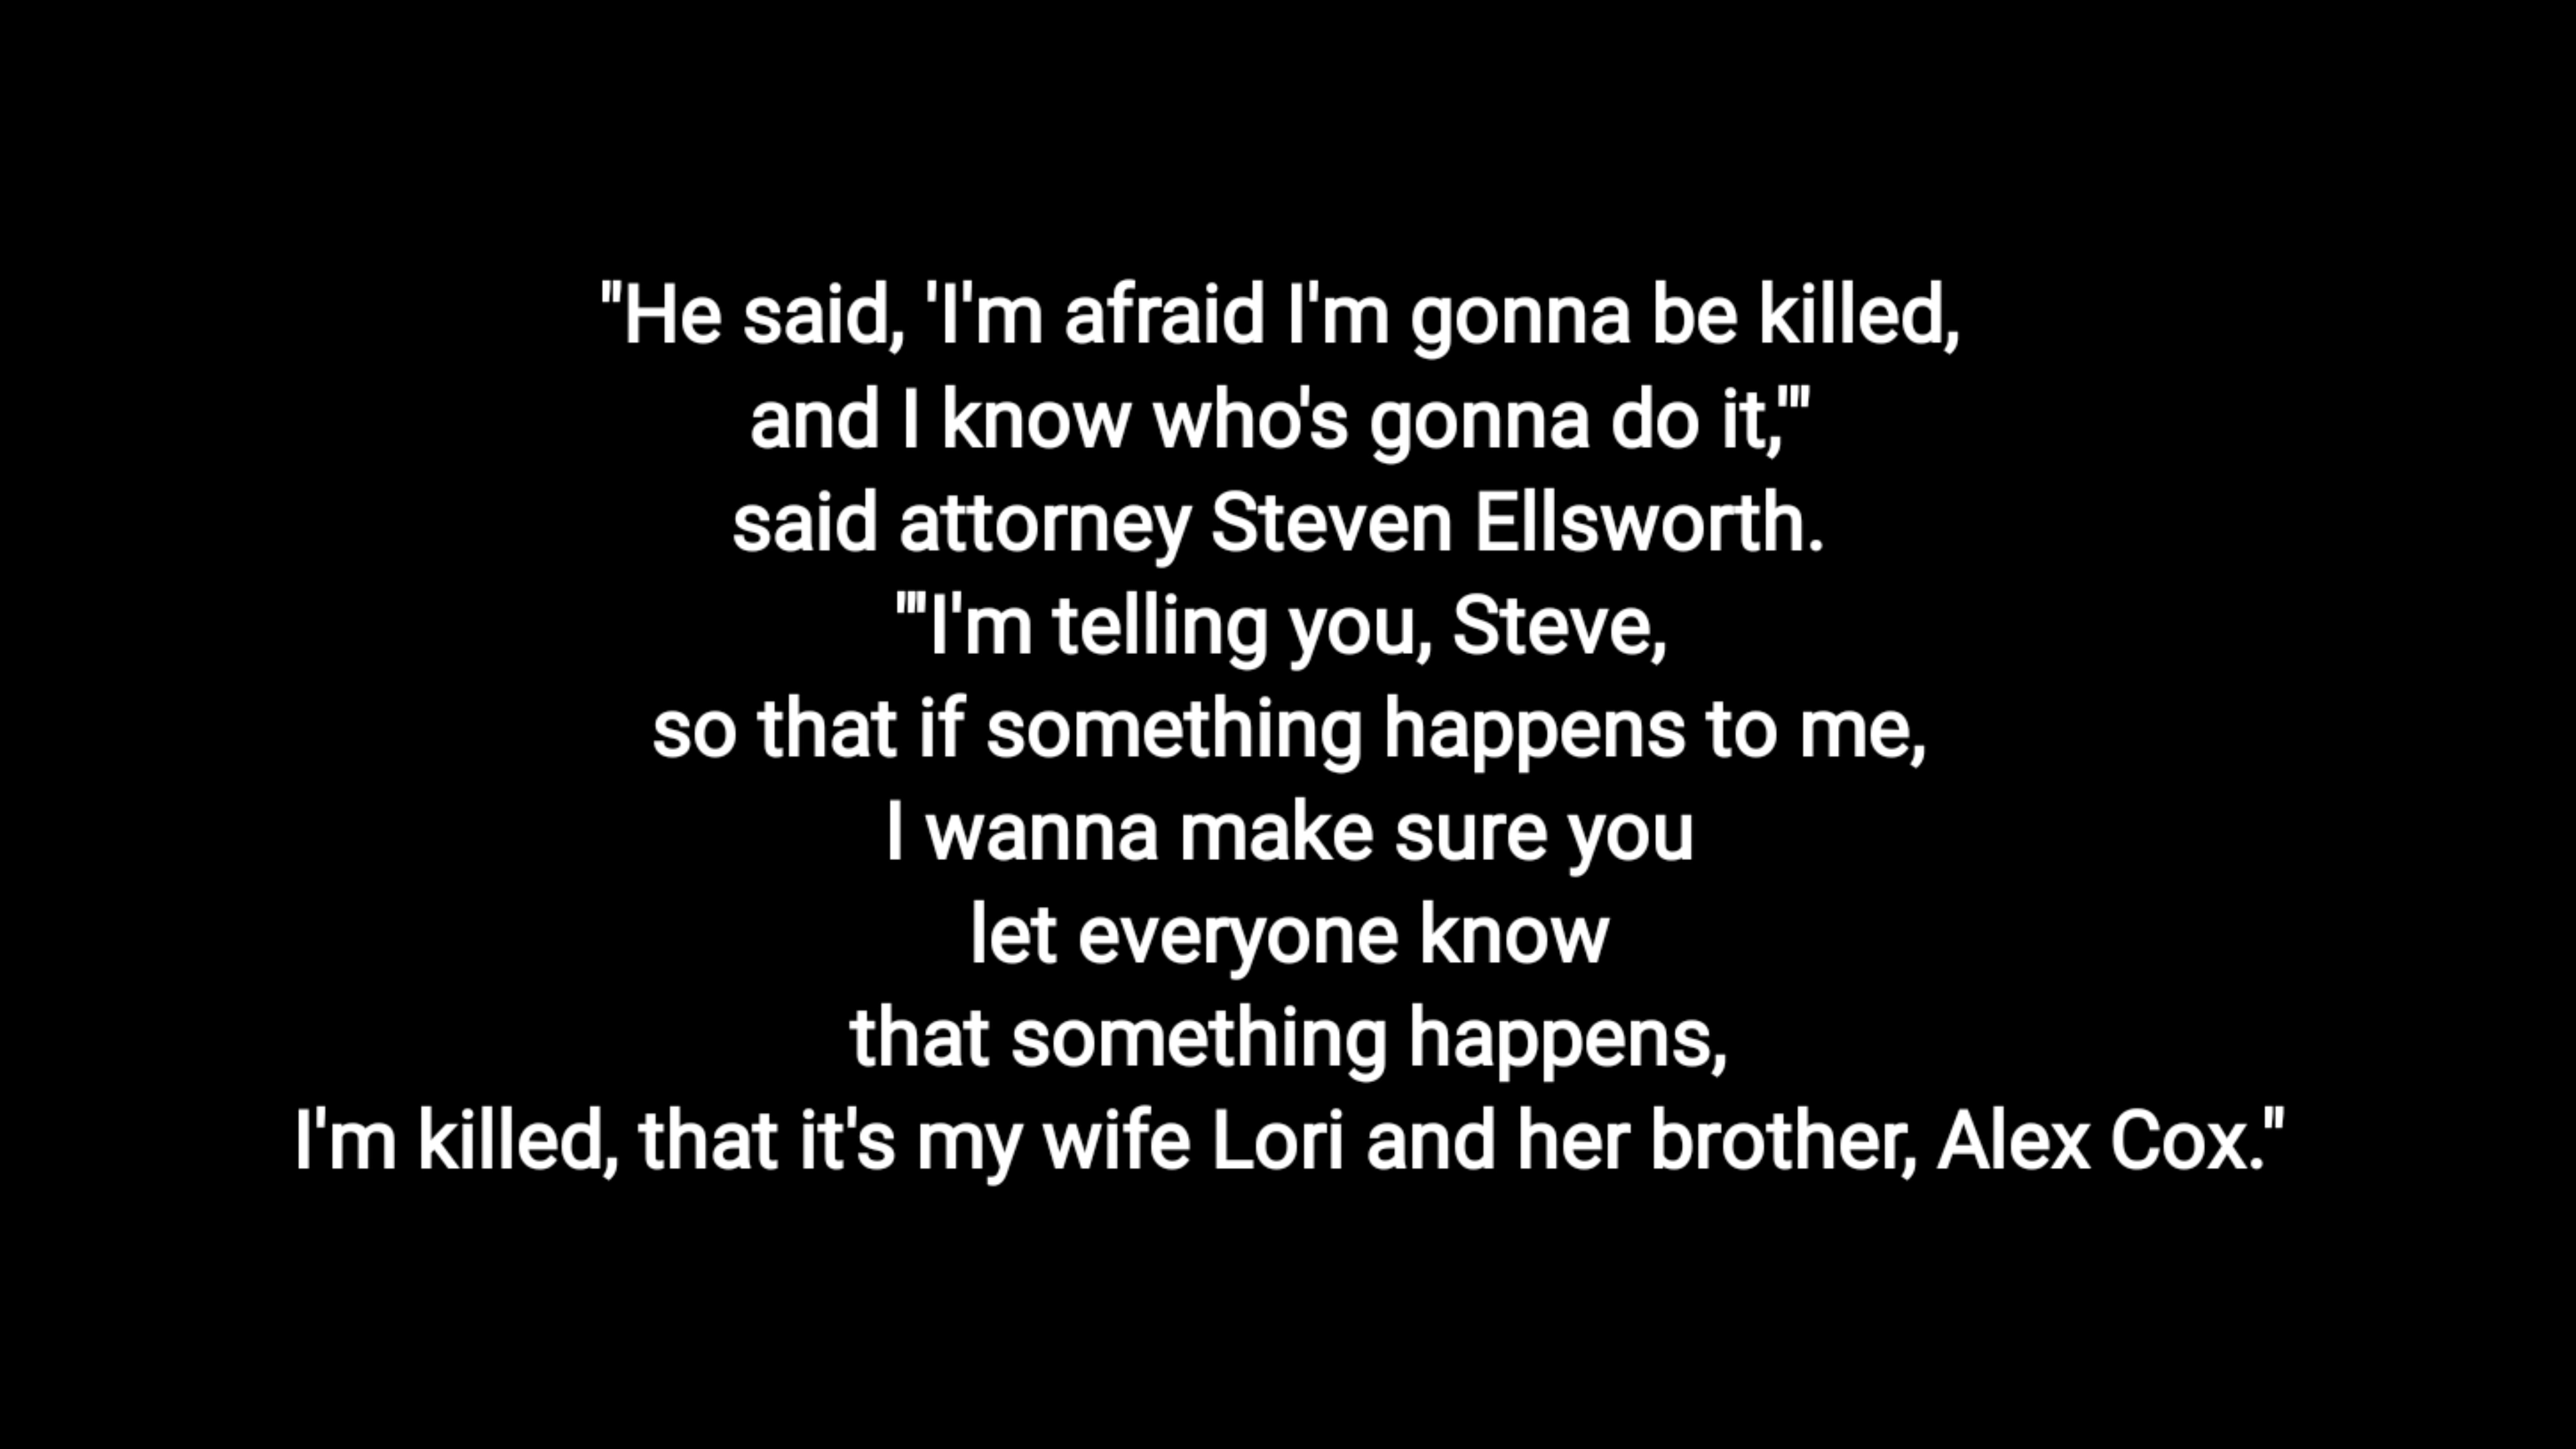 "He said, 'I'm afraid I'm gonna be killed,
and I know who's gonna do it,'"
said attorney Steven Ellsworth.
"'I'm telling you, Steve,
so that if something happens to me,
I wanna make sure you
let everyone know
that something happens,
I'm killed, that it's my wife Lori and her brother, Alex Cox."